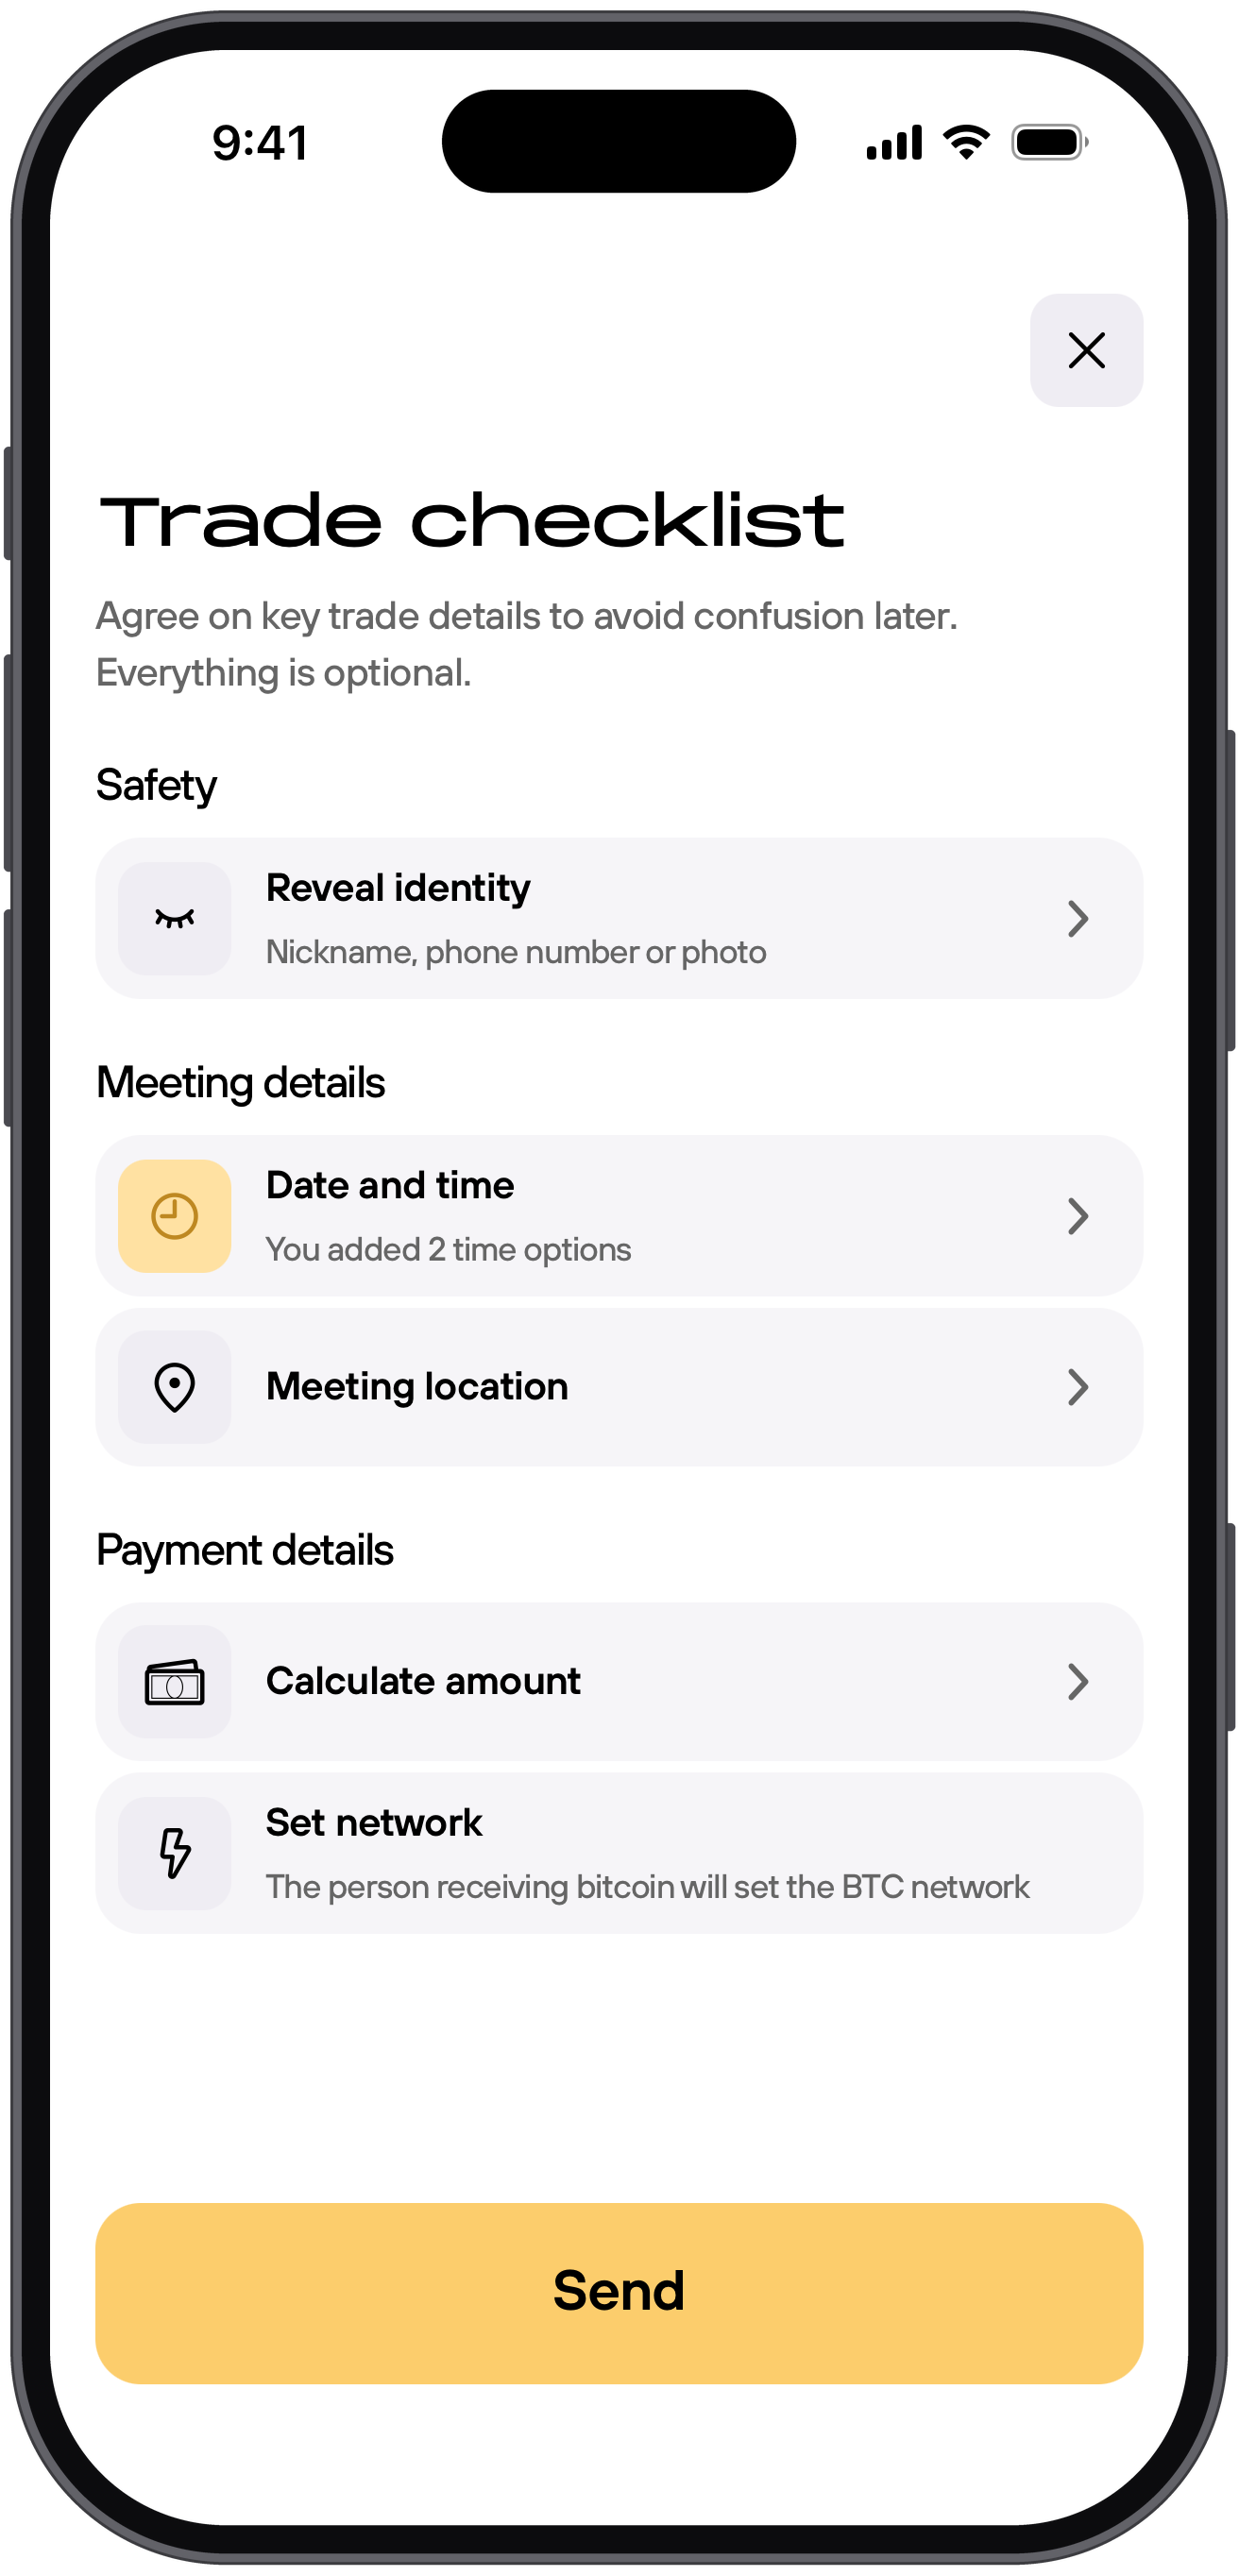 9:41
Trade checklist
Agree on key trade details to avoid confusion later.
Everything is optional.
Safety
Reveal identity
Nickname, phone number or photo
Meeting details
Date and time
You added 2 time options
Meeting location
Payment details
Calculate amount
Set network
The person receiving bitcoin will set the BTC network
Send